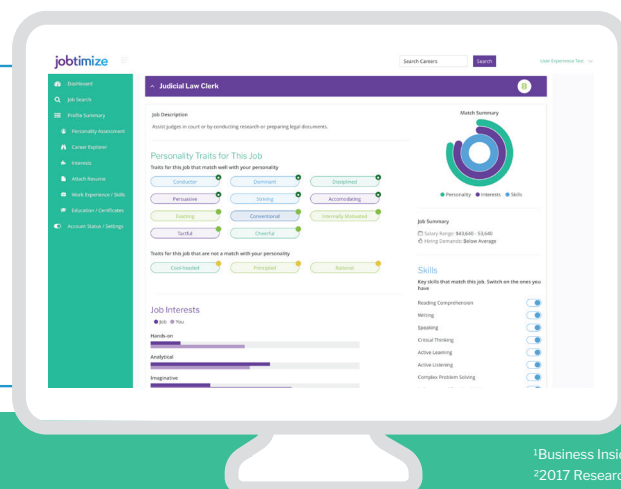 jobtimize
Search Careers
Search
User Experience Test
Dashboard
Job Search
Profile Summary
Personality Assessment
Career Explorer
Interests
Attach Resume
Work Experience / Skills
Education / Certificates
Account Status / Settings
Judicial Law Clerk
Job Description
Assist judges in court or by conducting research or preparing legal documents.
Personality Traits for This Job
Traits for this job that match well with your personality
Conductor
Dominant
Disciplined
Persuasive
Striving
Accomodating
Conventional
Internally Motivated
Tactful
Cheerful
Traits for this job that are not a match with your personality
Cool-headed
Principled
Rational
Job Interests
Job You
Hands-on
Analytical
Imaginative
Match Summary
Personality Interests Skills
Job Summary
Salary Range: $43,640 - 53,640
Hiring Demands: Below Average
Skills
Key skills that match this job. Switch on the ones you
have
Reading Comprehension
Writing
Speaking
Critical Thinking
Active Learning
Active Listening
Complex Problem Solving
¹Business Insi
²2017 Researc